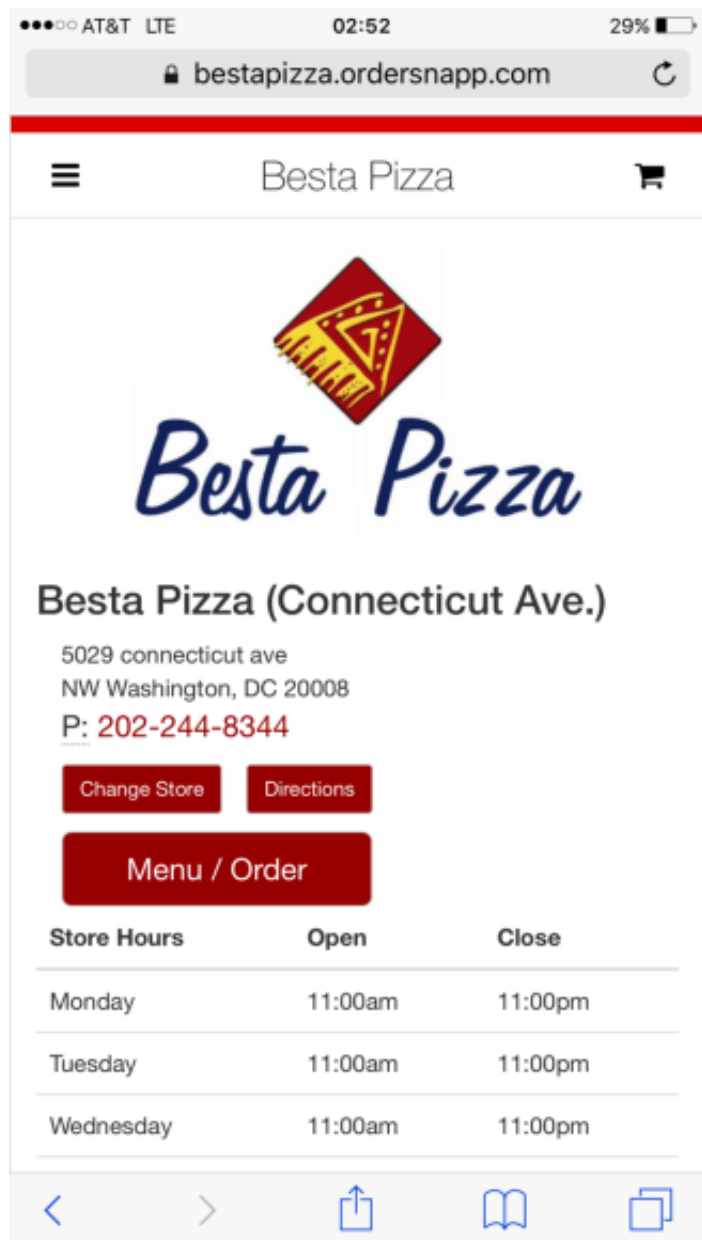 AT&T LTE 02:52 29%
bestapizza.ordersnapp.com
Besta Pizza
Besta Pizza
Besta Pizza (Connecticut Ave.)
5029 connecticut ave
NW Washington, DC 20008
P: 202-244-8344
Change Store Directions
Menu / Order
Store Hours Open Close
Monday 11:00am 11:00pm
Tuesday 11:00am 11:00pm
Wednesday 11:00am 11:00pm